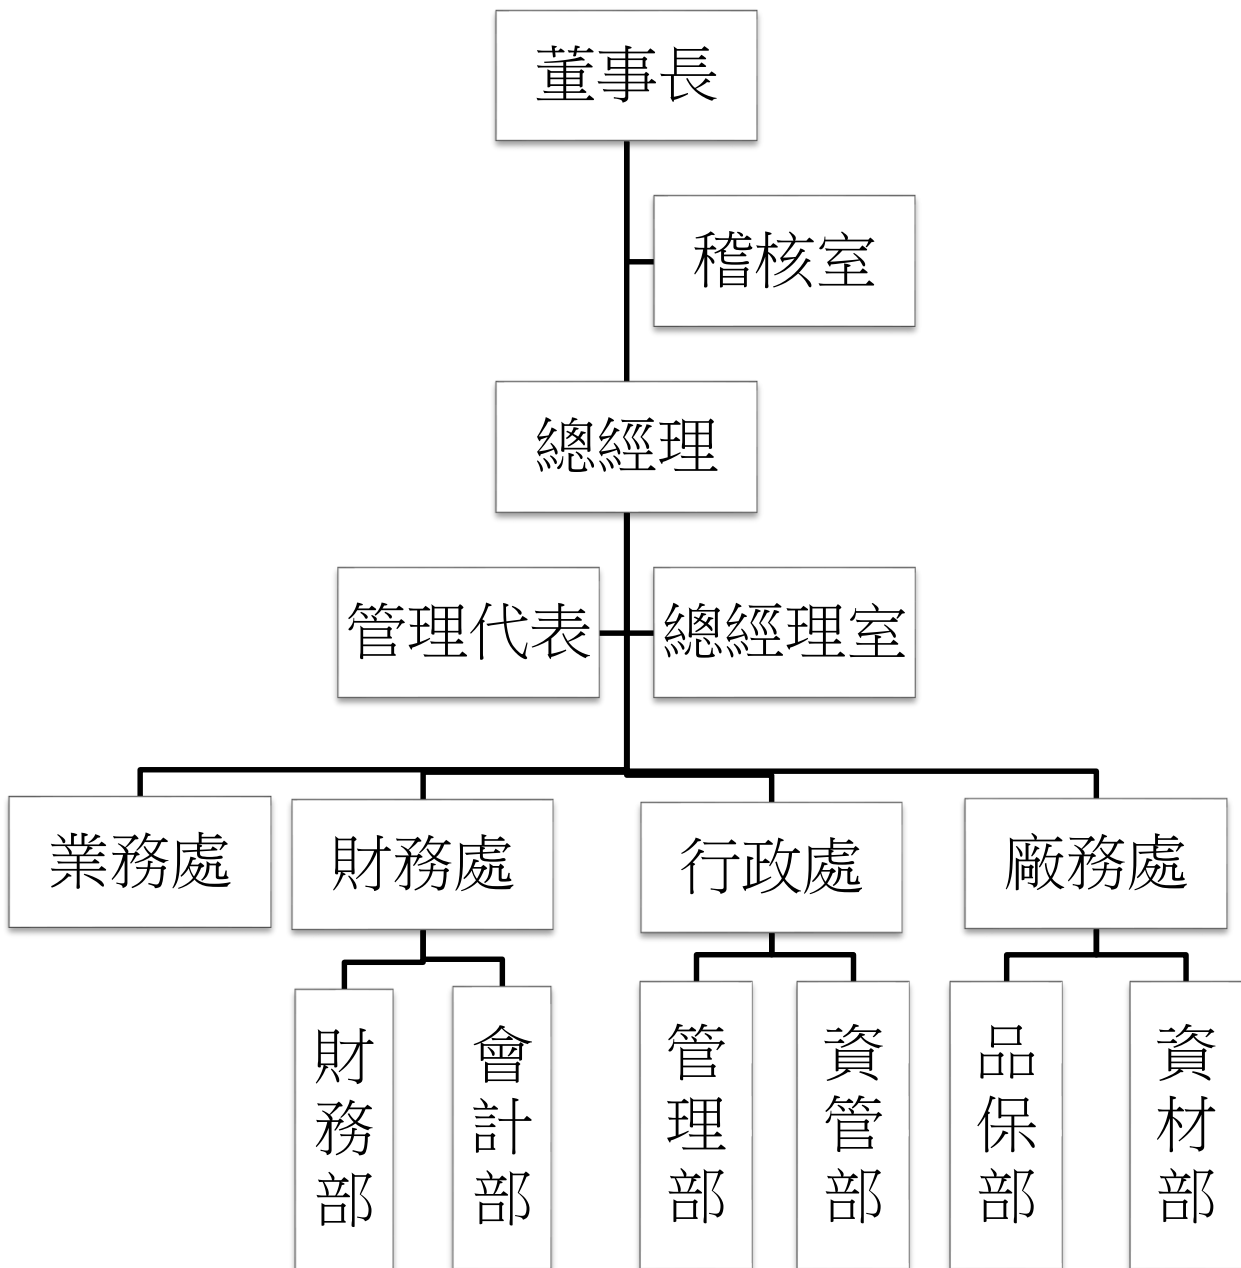 董事長
稽核室
總經理
管理代表
總經理室
業務處
財務處
行政處
廠務處
財務部
會計部
管理部
資管部
品保部
資材部